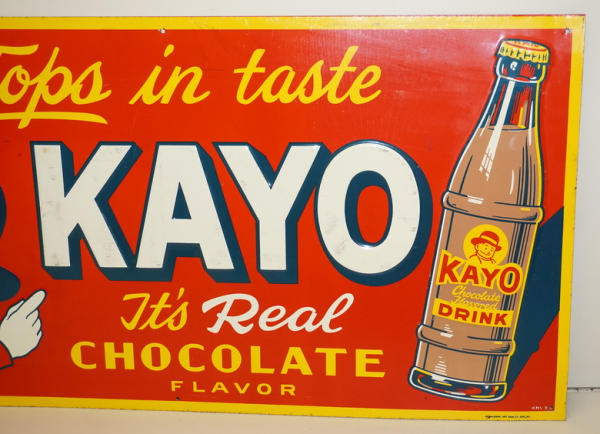 Tops in taste
KAYO
It's Real
CHOCOLATE
FLAVOR
KAYO
Chocolate
Flavored
DRINK